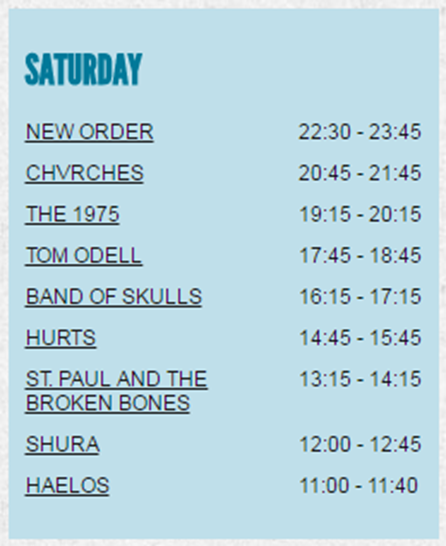 SATURDAY
NEW ORDER 22:30 - 23:45
CHVRCHES 20:45 - 21:45
THE 1975 19:15 - 20:15
TOM ODELL 17:45 - 18:45
BAND OF SKULLS 16:15 - 17:15
HURTS 14:45 - 15:45
ST. PAUL AND THE 13:15 - 14:15
BROKEN BONES
SHURA 12:00 - 12:45
HAELOS 11:00 - 11:40